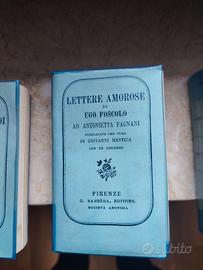 LETTERE AMOROSE
DI
UGO FOSCOLO
AD ANTONIETTA FAGNANI
PUBBLICATE PER CURA
DI GIOVANNI MESTICA
CON UN DISCORSO
FIRENZE
G. BARBÈRA, EDITORE.
SOCIETÀ ANONIMA
subito